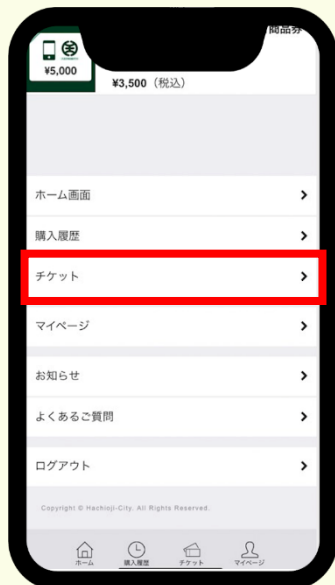 商品券
¥5,000
¥3,500（税込）
ホーム画面
購入履歴
チケット
マイページ
お知らせ
よくあるご質問
ログアウト
Copyright © Hachioji-City. All Rights Reserved.
ホーム 購入履歴 チケット マイページ